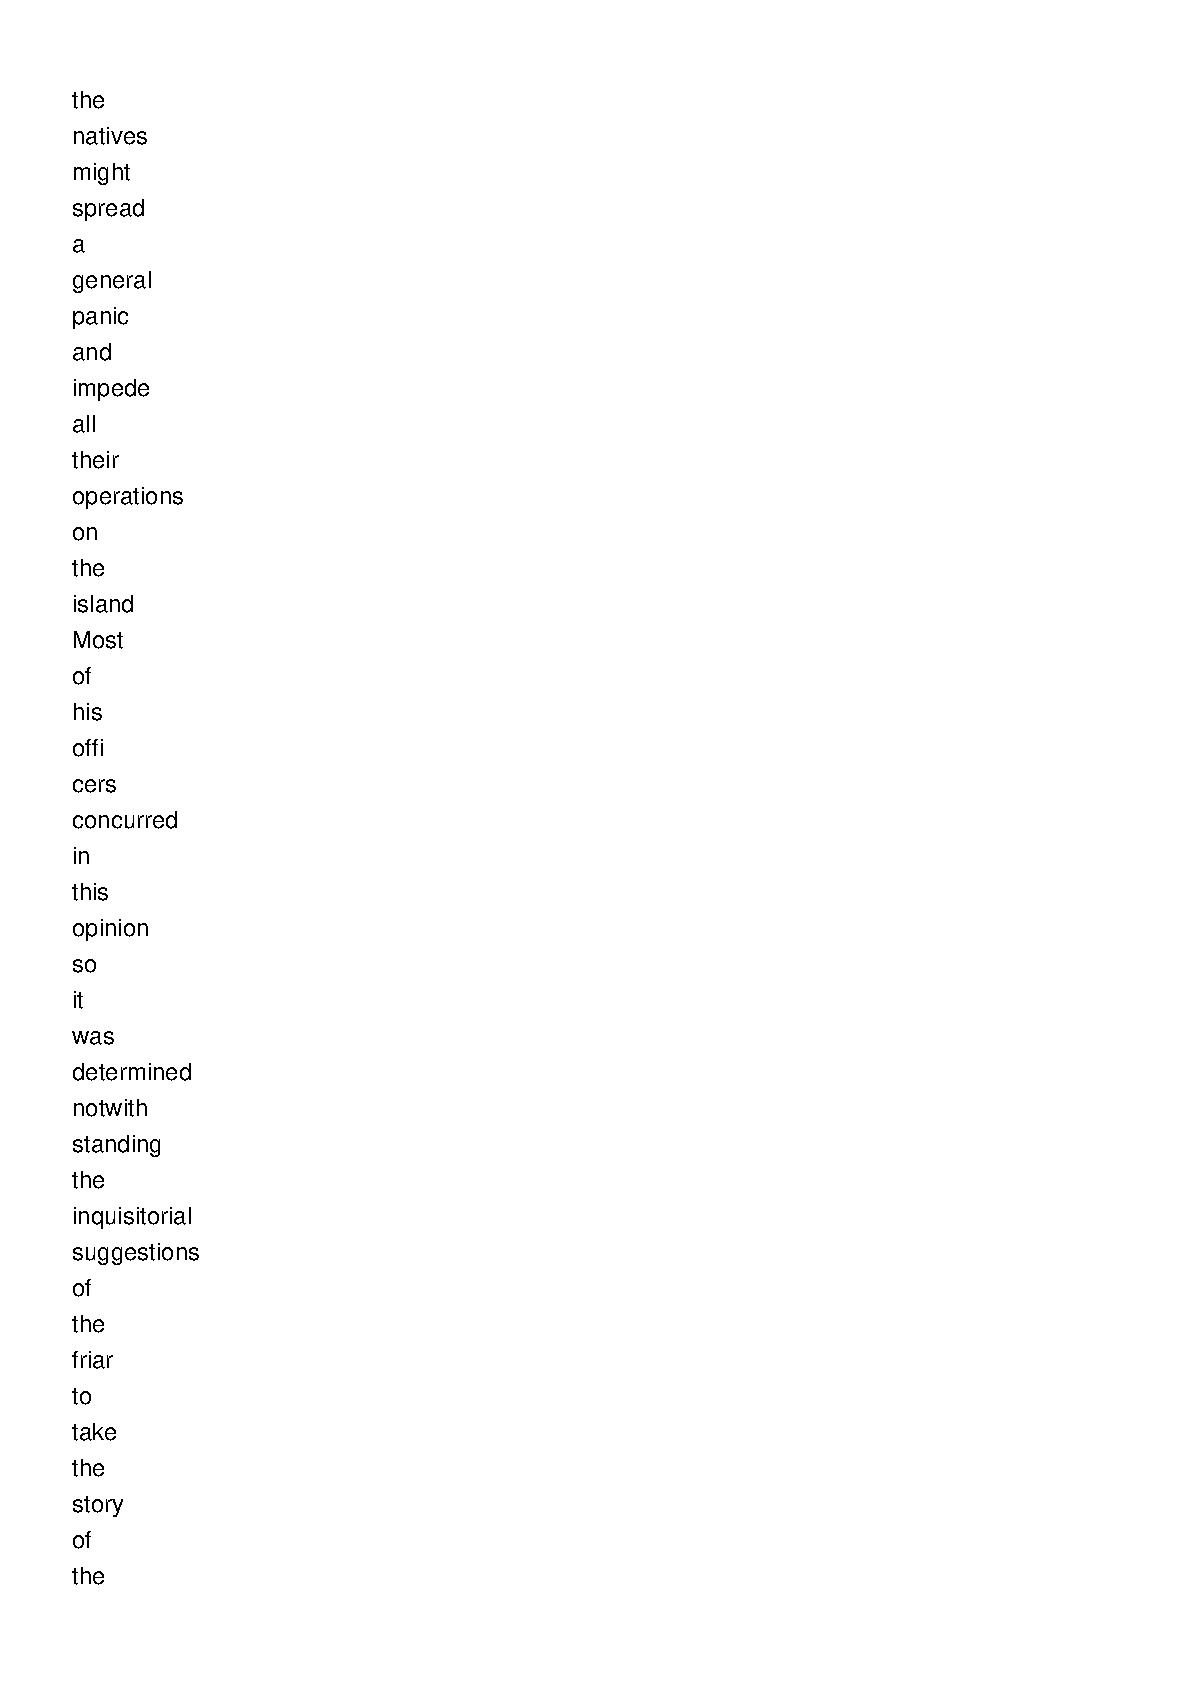 the
natives
might
spread
a
general
panic
and
impede
all
their
operations
on
the
island
Most
of
his
offi
cers
concurred
in
this
opinion
so
it
was
determined
notwith
standing
the
inquisitorial
suggestions
of
the
friar
to
take
the
story
of
the